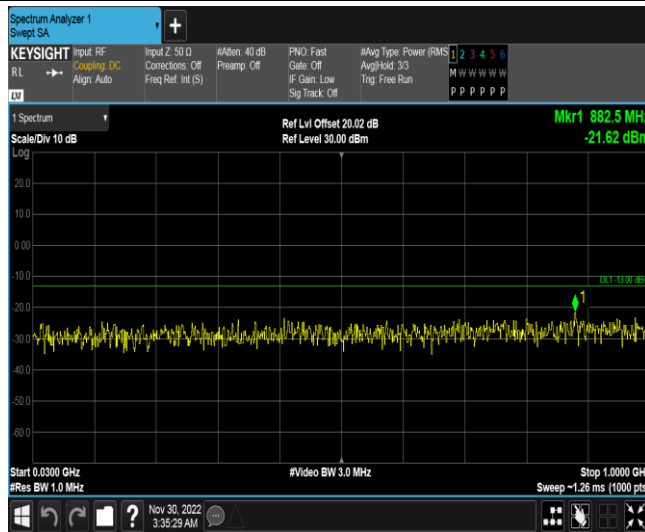 Spectrum Analyzer 1
Swept SA
+
KEYSIGHT
RL
LXI
Input: RF
Coupling: DC
Align: Auto
Input Z: 50 Ω
Corrections: Off
Freq Ref: Int (S)
#Atten: 40 dB
Preamp: Off
PNO: Fast
Gate: Off
IF Gain: Low
Sig Track: Off
#Avg Type: Power (RMS
Avg|Hold: 3/3
Trig: Free Run
1 2 3 4 5 6
M W W W W W
P P P P P P
1 Spectrum
Scale/Div 10 dB
Log
Ref Lvl Offset 20.02 dB
Ref Level 30.00 dBm
Mkr1 882.5 MHz
-21.62 dBm
20.0
10.0
0.00
-10.0
DL1 -13.00 dBm
1
-20.0
-30.0
-40.0
-50.0
-60.0
Start 0.0300 GHz
#Res BW 1.0 MHz
#Video BW 3.0 MHz
Stop 1.0000 GH
Sweep ~1.26 ms (1000 pts
?
Nov 30, 2022
3:35:29 AM